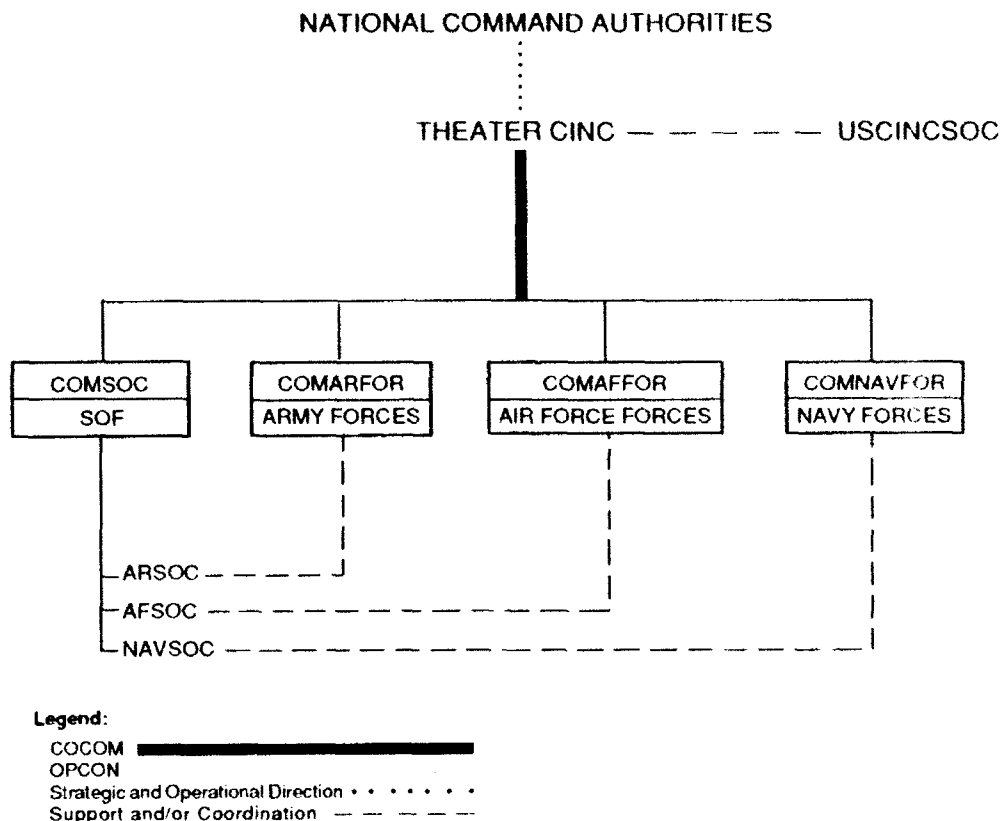 NATIONAL COMMAND AUTHORITIES
THEATER CINC
USCINCSOC
COMSOC
SOF
COMARFOR
ARMY FORCES
COMAFFOR
AIR FORCE FORCES
COMNAVFOR
NAVY FORCES
ARSOC
AFSOC
NAVSOC
Legend:
COCOM
OPCON
Strategic and Operational Direction
Support and/or Coordination